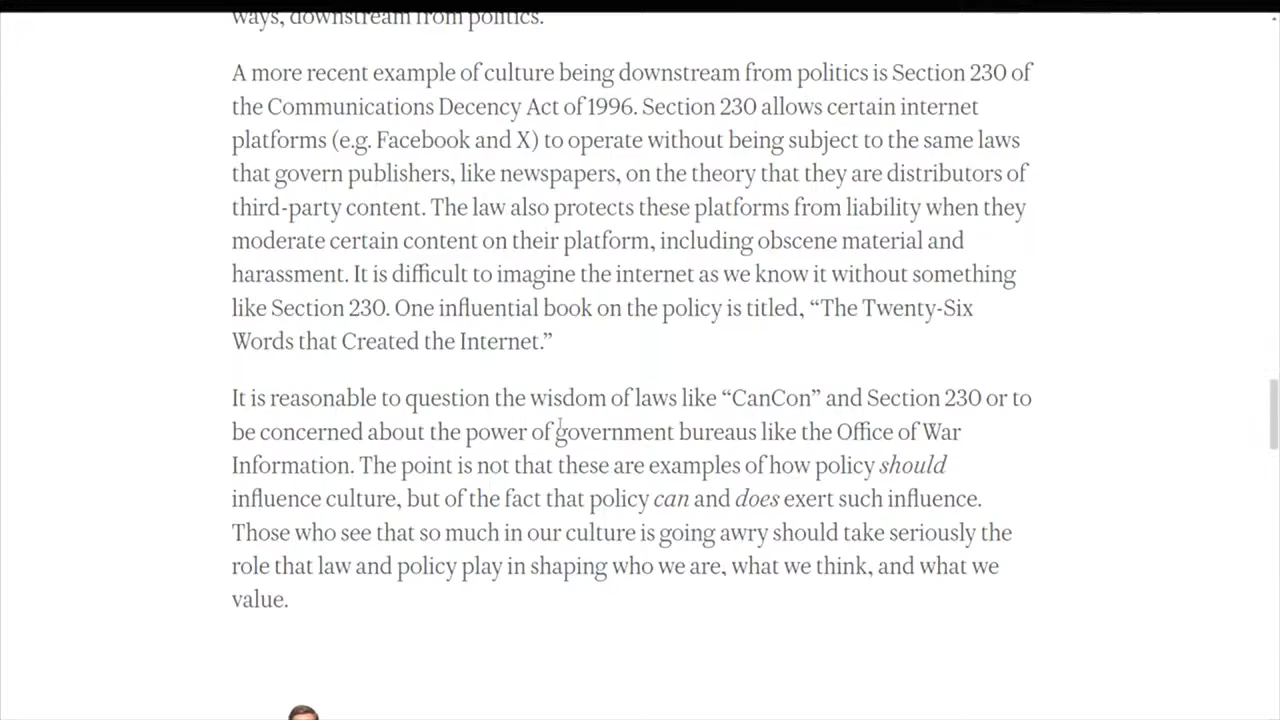 ways, downstream from politics.
A more recent example of culture being downstream from politics is Section 230 of
the Communications Decency Act of 1996. Section 230 allows certain internet
platforms (e.g. Facebook and X) to operate without being subject to the same laws
that govern publishers, like newspapers, on the theory that they are distributors of
third-party content. The law also protects these platforms from liability when they
moderate certain content on their platform, including obscene material and
harassment. It is difficult to imagine the internet as we know it without something
like Section 230. One influential book on the policy is titled, “The Twenty-Six
Words that Created the Internet.”
It is reasonable to question the wisdom of laws like “CanCon” and Section 230 or to
be concerned about the power of government bureaus like the Office of War
Information. The point is not that these are examples of how policy should
influence culture, but of the fact that policy can and does exert such influence.
Those who see that so much in our culture is going awry should take seriously the
role that law and policy play in shaping who we are, what we think, and what we
value.